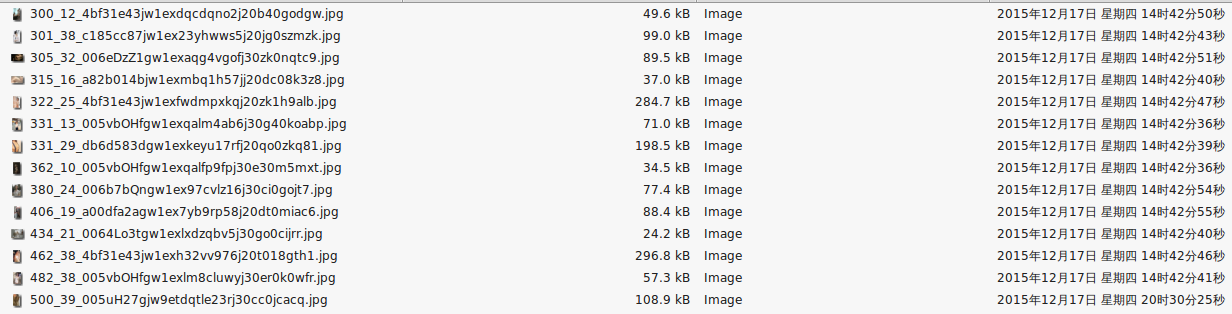 300_12_4bf31e43jw1exdqcdqno2j20b40godgw.jpg 49.6 kB Image 2015年12月17日 星期四 14时42分50秒
301_38_c185cc87jw1ex23yhwws5j20jg0szmzk.jpg 99.0 kB Image 2015年12月17日 星期四 14时42分43秒
305_32_006eDzZ1gw1exaqg4vgofj30zk0nqtc9.jpg 89.5 kB Image 2015年12月17日 星期四 14时42分51秒
315_16_a82b014bjw1exmbq1h57jj20dc08k3z8.jpg 37.0 kB Image 2015年12月17日 星期四 14时42分40秒
322_25_4bf31e43jw1exfwdmpxkqj20zk1h9alb.jpg 284.7 kB Image 2015年12月17日 星期四 14时42分47秒
331_13_005vbOHfgw1exqalm4ab6j30g40koabp.jpg 71.0 kB Image 2015年12月17日 星期四 14时42分36秒
331_29_db6d583dgw1exkeyu17rfj20qo0zkq81.jpg 198.5 kB Image 2015年12月17日 星期四 14时42分39秒
362_10_005vbOHfgw1exqalfp9fpj30e30m5mxt.jpg 34.5 kB Image 2015年12月17日 星期四 14时42分36秒
380_24_006b7bQngw1ex97cvlz16j30ci0gojt7.jpg 77.4 kB Image 2015年12月17日 星期四 14时42分54秒
406_19_a00dfa2agw1ex7yb9rp58j20dt0miac6.jpg 88.4 kB Image 2015年12月17日 星期四 14时42分55秒
434_21_0064Lo3tgw1exlxdzqbv5j30go0cijrr.jpg 24.2 kB Image 2015年12月17日 星期四 14时42分40秒
462_38_4bf31e43jw1exh32vv976j20t018gth1.jpg 296.8 kB Image 2015年12月17日 星期四 14时42分46秒
482_38_005vbOHfgw1exlm8cluwyj30er0k0wfr.jpg 57.3 kB Image 2015年12月17日 星期四 14时42分41秒
500_39_005uH27gjw9etdqtle23rj30cc0jcacq.jpg 108.9 kB Image 2015年12月17日 星期四 20时30分25秒